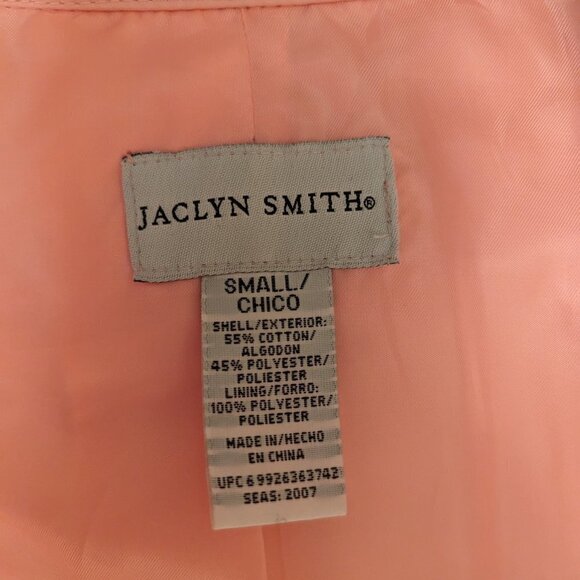 JACLYN SMITH®
SMALL/
CHICO
SHELL/EXTERIOR:
55% COTTON/
ALGODON
45% POLYESTER/
POLIESTER
LINING/FORRO:
100% POLYESTER/
POLIESTER
MADE IN/HECHO
EN CHINA
UPC 6 9926363742
SEAS: 2007